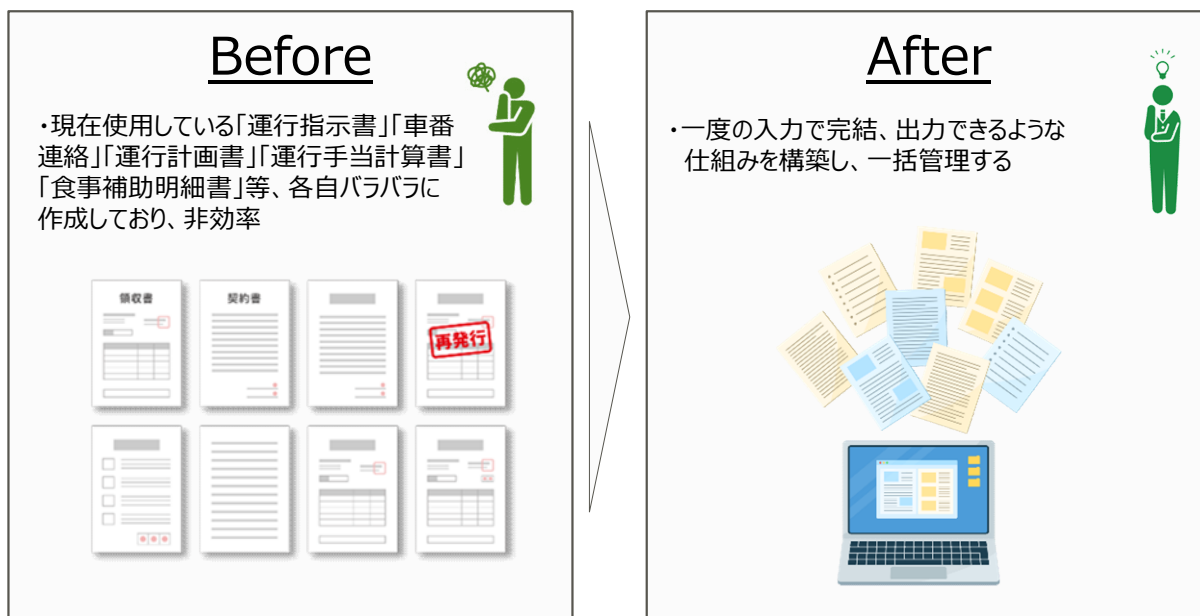 Before
・現在使用している「運行指示書」「車番
連絡」「運行計画書」「運行手当計算書」
「食事補助明細書」等、各自バラバラに
作成しており、非効率
領収書
契約書
再発行
After
・一度の入力で完結、出力できるような
仕組みを構築し、一括管理する